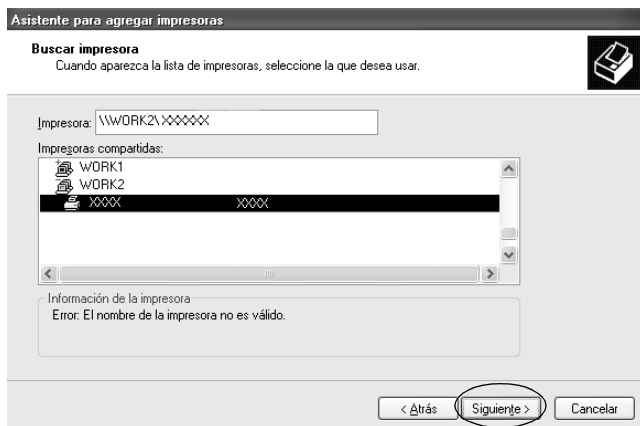 Asistente para agregar impresoras
Buscar impresora
Cuando aparezca la lista de impresoras, seleccione la que desea usar.
Impresora: \\WORK2\XXXXXX
Impresoras compartidas:
WORK1
WORK2
XXXX XXXX
Información de la impresora
Error: El nombre de la impresora no es válido.
< Atrás Siguiente > Cancelar